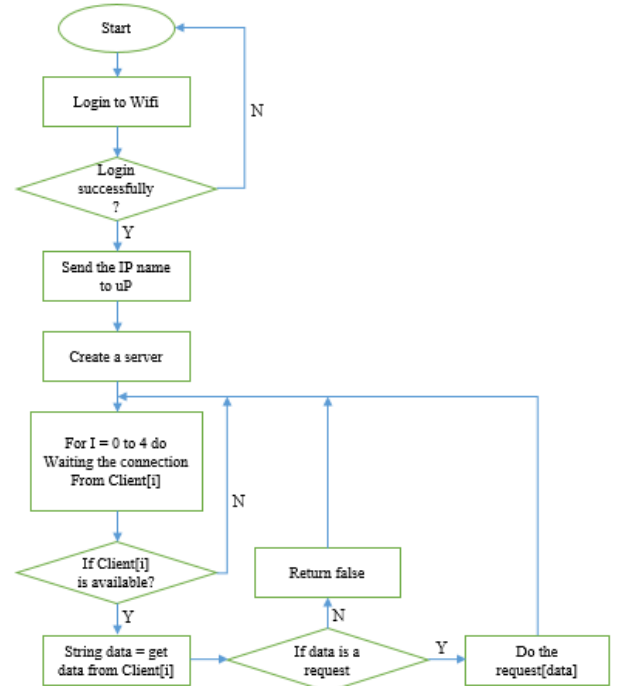 Start
Login to Wifi
N
Login
successfully
?
Y
Send the IP name
to uP
Create a server
For I = 0 to 4 do
Waiting the connection
From Client[i]
N
If Client[i]
is available?
Return false
Y
N
String data = get
data from Client[i]
If data is a
request
Y
Do the
request[data]